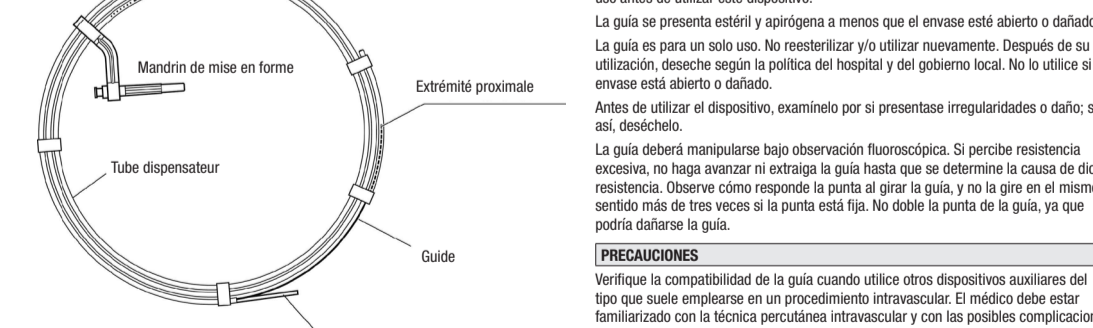 Mandrin de mise en forme
Extrémité proximale
Tube dispensateur
Guide
uso antes de utilizar este dispositivo.
La guía se presenta estéril y apirógena a menos que el envase esté abierto o dañado
La guía es para un solo uso. No reesterilizar y/o utilizar nuevamente. Después de su
utilización, deseche según la política del hospital y del gobierno local. No lo utilice si
envase está abierto o dañado.
Antes de utilizar el dispositivo, examínelo por si presentase irregularidades o daño; s
así, deséchelo.
La guía deberá manipularse bajo observación fluoroscópica. Si percibe resistencia
excesiva, no haga avanzar ni extraiga la guía hasta que se determine la causa de dic
resistencia. Observe cómo responde la punta al girar la guía, y no la gire en el mismo
sentido más de tres veces si la punta está fija. No doble la punta de la guía, ya que
podría dañarse la guía.
PRECAUCIONES
Verifique la compatibilidad de la guía cuando utilice otros dispositivos auxiliares del
tipo que suele emplearse en un procedimiento intravascular. El médico debe estar
familiarizado con la técnica percutánea intravascular y con las posibles complicacion